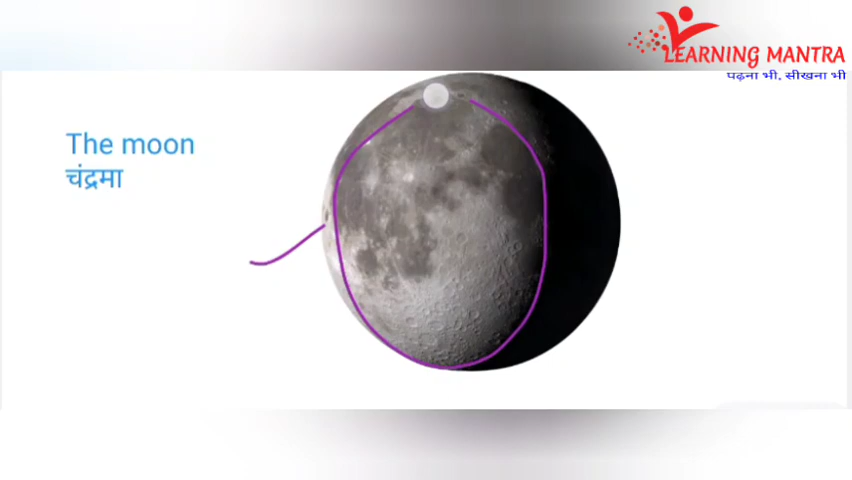 LEARNING MANTRA
पढ़ना भी, सीखना भी
The moon
चंद्रमा